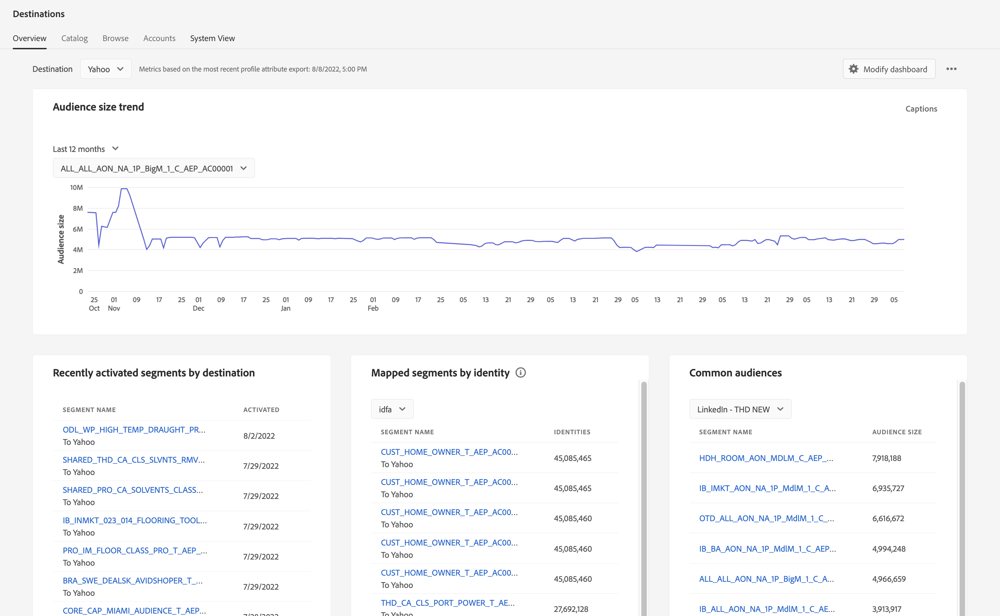 Destinations
Overview Catalog Browse Accounts System View
Destination Yahoo Metrics based on the most recent profile attribute export: 8/8/2022, 5:00 PM Modify dashboard
Audience size trend
Captions
Last 12 months
ALL_ALL_AON_NA_1P_BigM_1_C_AEP_AC00001
Audience size
10M
8M
6M
4M
2M
0
25 01 09 17 25 01 09 17 25 01 09 17 25 01 09 17 25 05 13 21 29 05 13 21 29 05 13 21 29 05 13 21 29 05 13 21 29 05
Oct Nov Dec Jan Feb
Recently activated segments by destination
SEGMENT NAME ACTIVATED
ODL_WP_HIGH_TEMP_DRAUGHT_PR...
To Yahoo
8/2/2022
SHARED_THD_CA_CLS_SLVNTS_RMV...
To Yahoo
7/29/2022
SHARED_PRO_CA_SOLVENTS_CLASS...
To Yahoo
7/29/2022
IB_INMKT_023_014_FLOORING_TOOL...
To Yahoo
7/29/2022
PRO_IM_FLOOR_CLASS_PRO_T_AEP_...
To Yahoo
7/29/2022
BRA_SWE_DEALSK_AVIDSHOPER_T_...
To Yahoo
7/29/2022
CORE_CAP_MIAMI_AUDIENCE_T_AEP...
Mapped segments by identity
idfa
SEGMENT NAME IDENTITIES
CUST_HOME_OWNER_T_AEP_AC00...
To Yahoo
45,085,465
CUST_HOME_OWNER_T_AEP_AC00...
To Yahoo
45,085,465
CUST_HOME_OWNER_T_AEP_AC00...
To Yahoo
45,085,460
CUST_HOME_OWNER_T_AEP_AC00...
To Yahoo
45,085,460
CUST_HOME_OWNER_T_AEP_AC00...
To Yahoo
45,085,460
THD_CA_CLS_PORT_POWER_T_AE...
To Yahoo
27,692,128
Common audiences
LinkedIn - THD NEW
SEGMENT NAME AUDIENCE SIZE
HDH_ROOM_AON_MDLM_C_AEP_... 7,918,188
IB_IMKT_AON_NA_1P_MdlM_1_C_A... 6,935,727
OTD_ALL_AON_NA_1P_MdlM_1_C_... 6,616,672
IB_BA_AON_NA_1P_MdlM_1_C_AEP... 4,994,248
ALL_ALL_AON_NA_1P_BigM_1_C_A... 4,966,659
IB_ALL_AON_NA_1P_MdlM_1_C_AE... 3,913,917